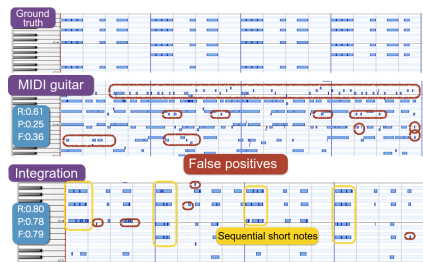 Ground
truth
MIDI guitar
R:0.61
P:0.25
F:0.36
False positives
Integration
R:0.80
P:0.78
F:0.79
Sequential short notes